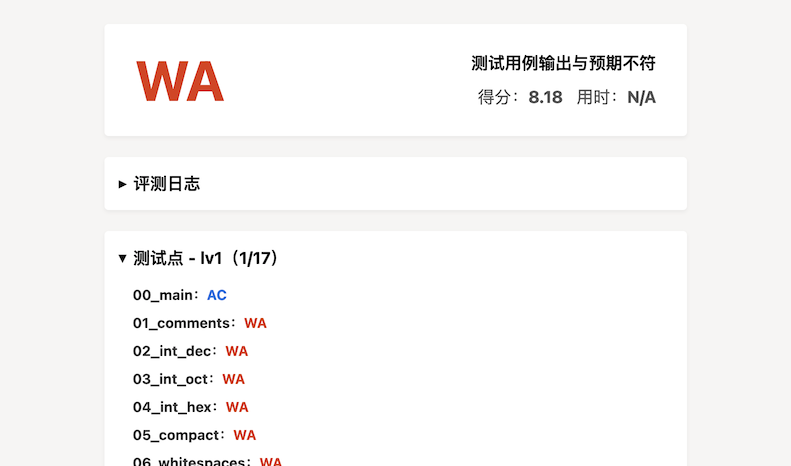 WA
测试用例输出与预期不符
得分：8.18 用时：N/A
▸ 评测日志
▾ 测试点 - lv1（1/17）
00_main：AC
01_comments：WA
02_int_dec：WA
03_int_oct：WA
04_int_hex：WA
05_compact：WA
06_whitespaces：WA